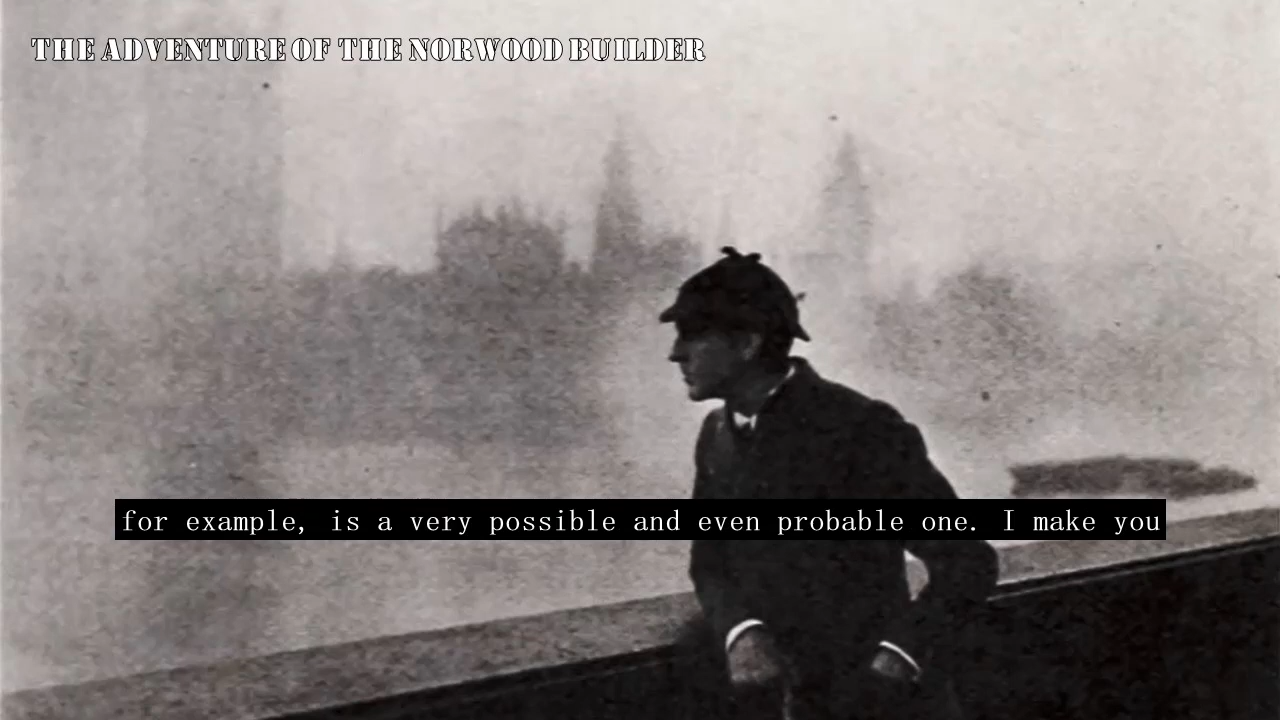 THE ADVENTURE OF THE NORWOOD BUILDER
for example, is a very possible and even probable one. I make you